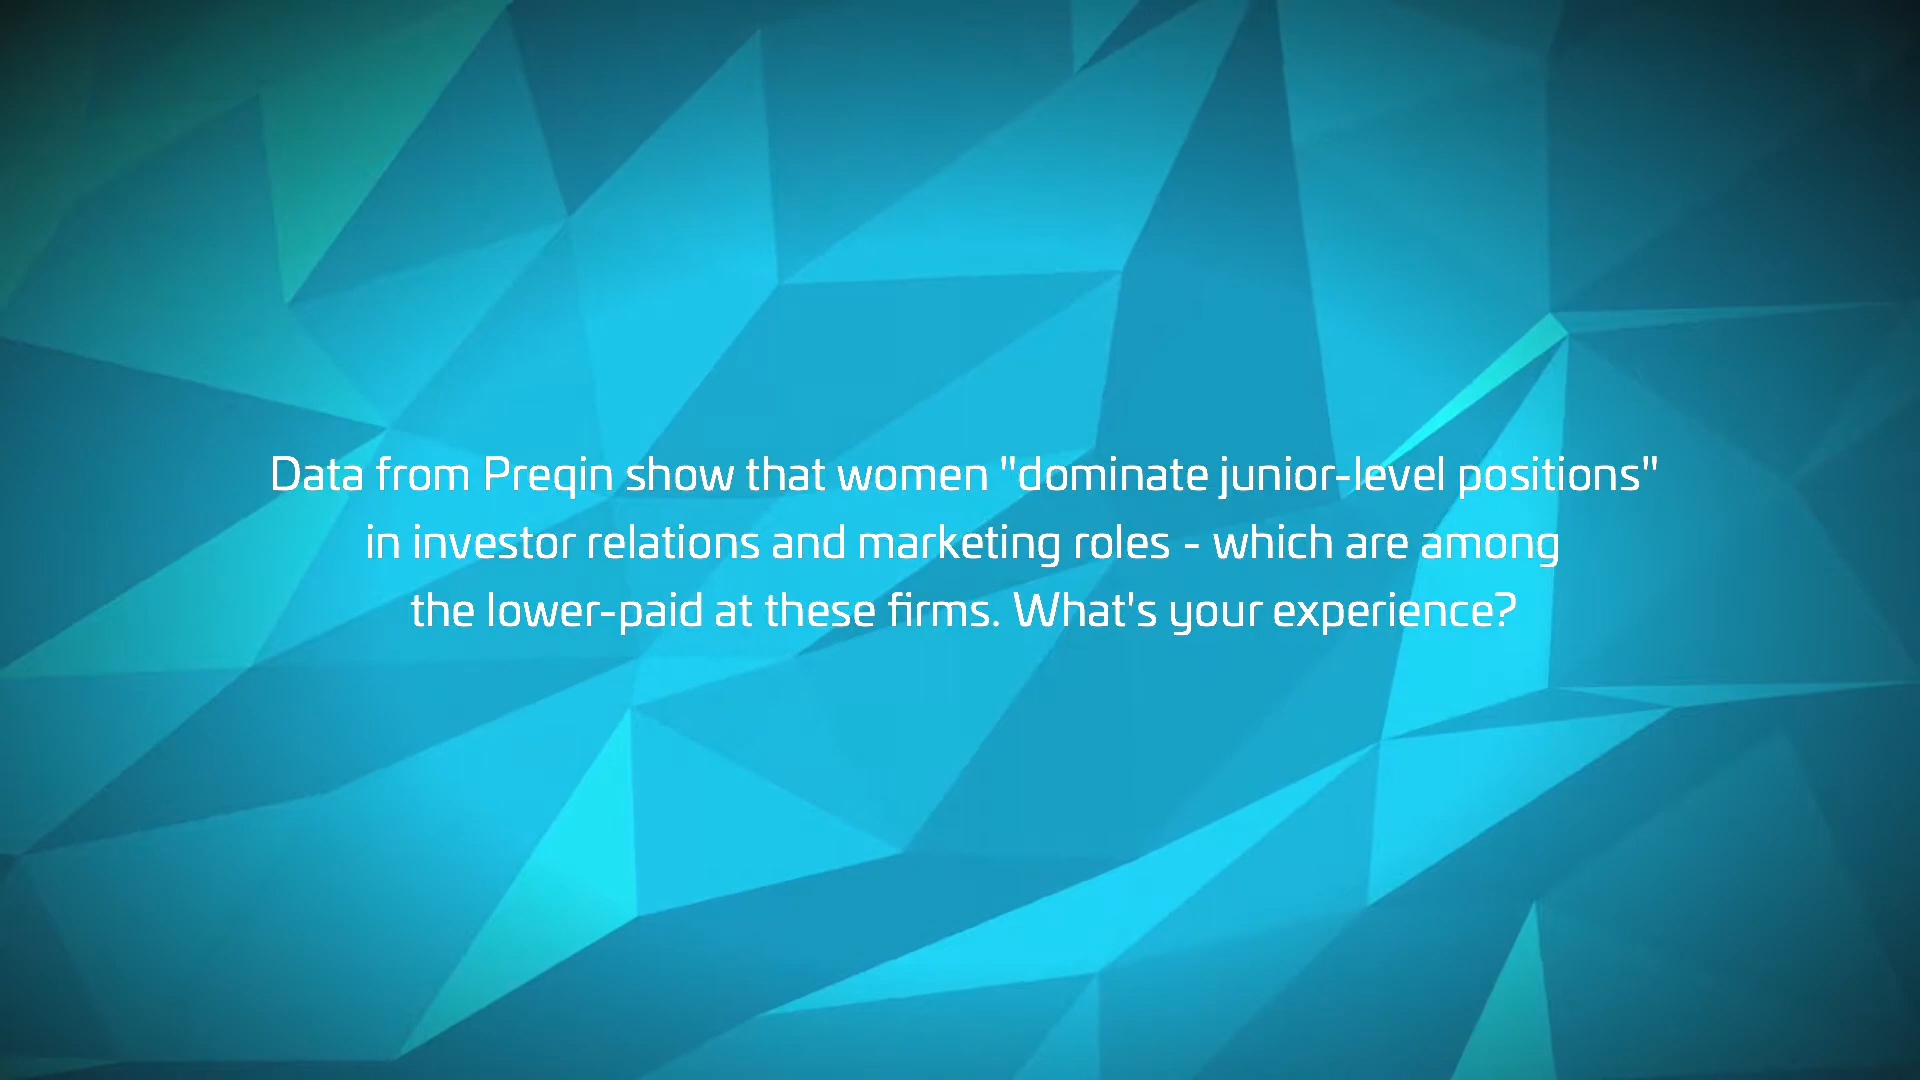 Data from Preqin show that women "dominate junior-level positions"
in investor relations and marketing roles - which are among
the lower-paid at these firms. What's your experience?